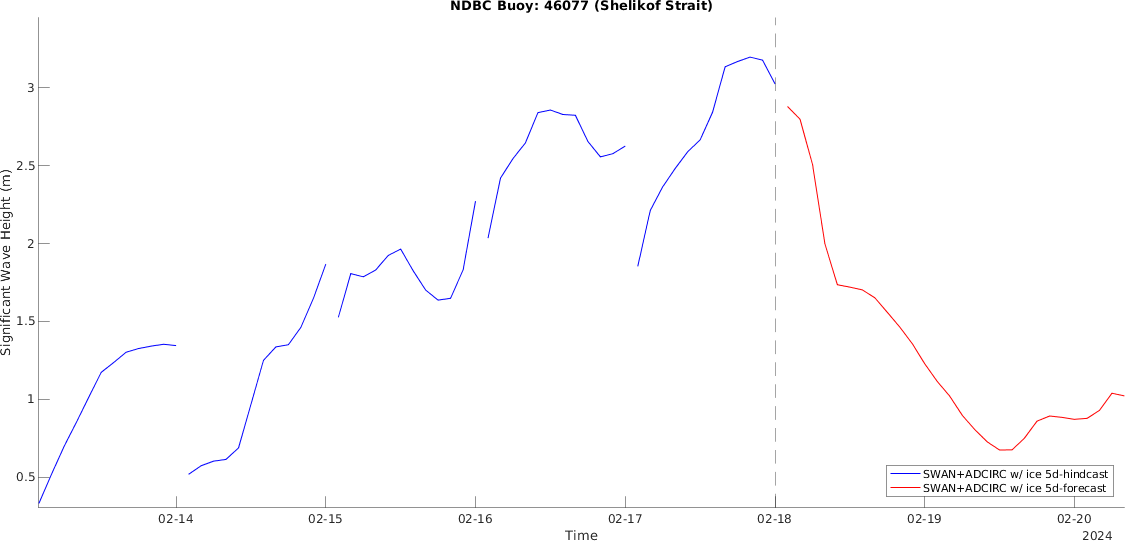 NDBC Buoy: 46077 (Shelikof Strait)
Significant Wave Height (m)
3
2.5
2
1.5
1
0.5
SWAN+ADCIRC w/ ice 5d-hindcast
SWAN+ADCIRC w/ ice 5d-forecast
02-14 02-15 02-16 02-17 02-18 02-19 02-20
Time
2024